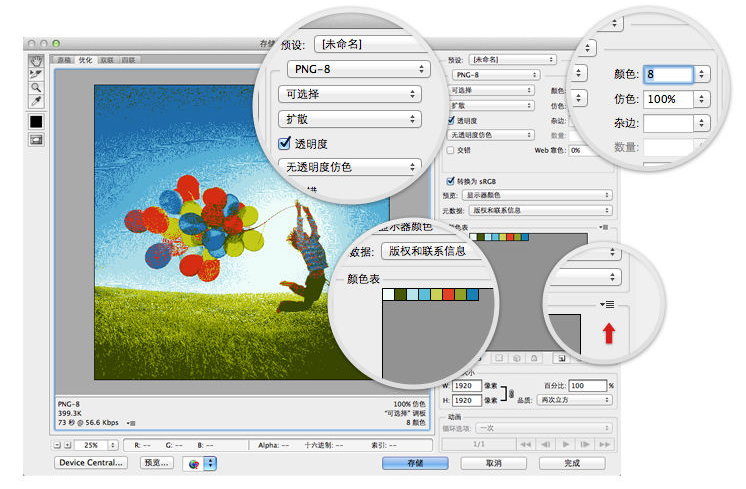 存储
原稿 优化 双联 四联
预设: [未命名]
PNG-8
可选择
扩散
透明度
无透明度仿色
颜色: 8
仿色: 100%
杂边:
数量:
预设: [未命名]
PNG-8
可选择 颜色:
扩散 仿色:
透明度 杂边:
无透明度仿色 数量:
交错 Web 靠色: 0%
转换为 sRGB
预览: 显示器颜色
元数据: 版权和联系信息
颜色表
显示器颜色
数据: 版权和联系信息
颜色表
大小
W: 1920 像素 百分比: 100 %
H: 1920 像素 品质: 两次立方
动画
循环选项: 一次
1/1
PNG-8 100% 仿色
399.3K "可选择" 调板
73 秒 @ 56.6 Kbps 8 颜色
25% R: -- G: -- B: -- Alpha: -- 十六进制: -- 索引: --
Device Central... 预览... 存储 取消 完成